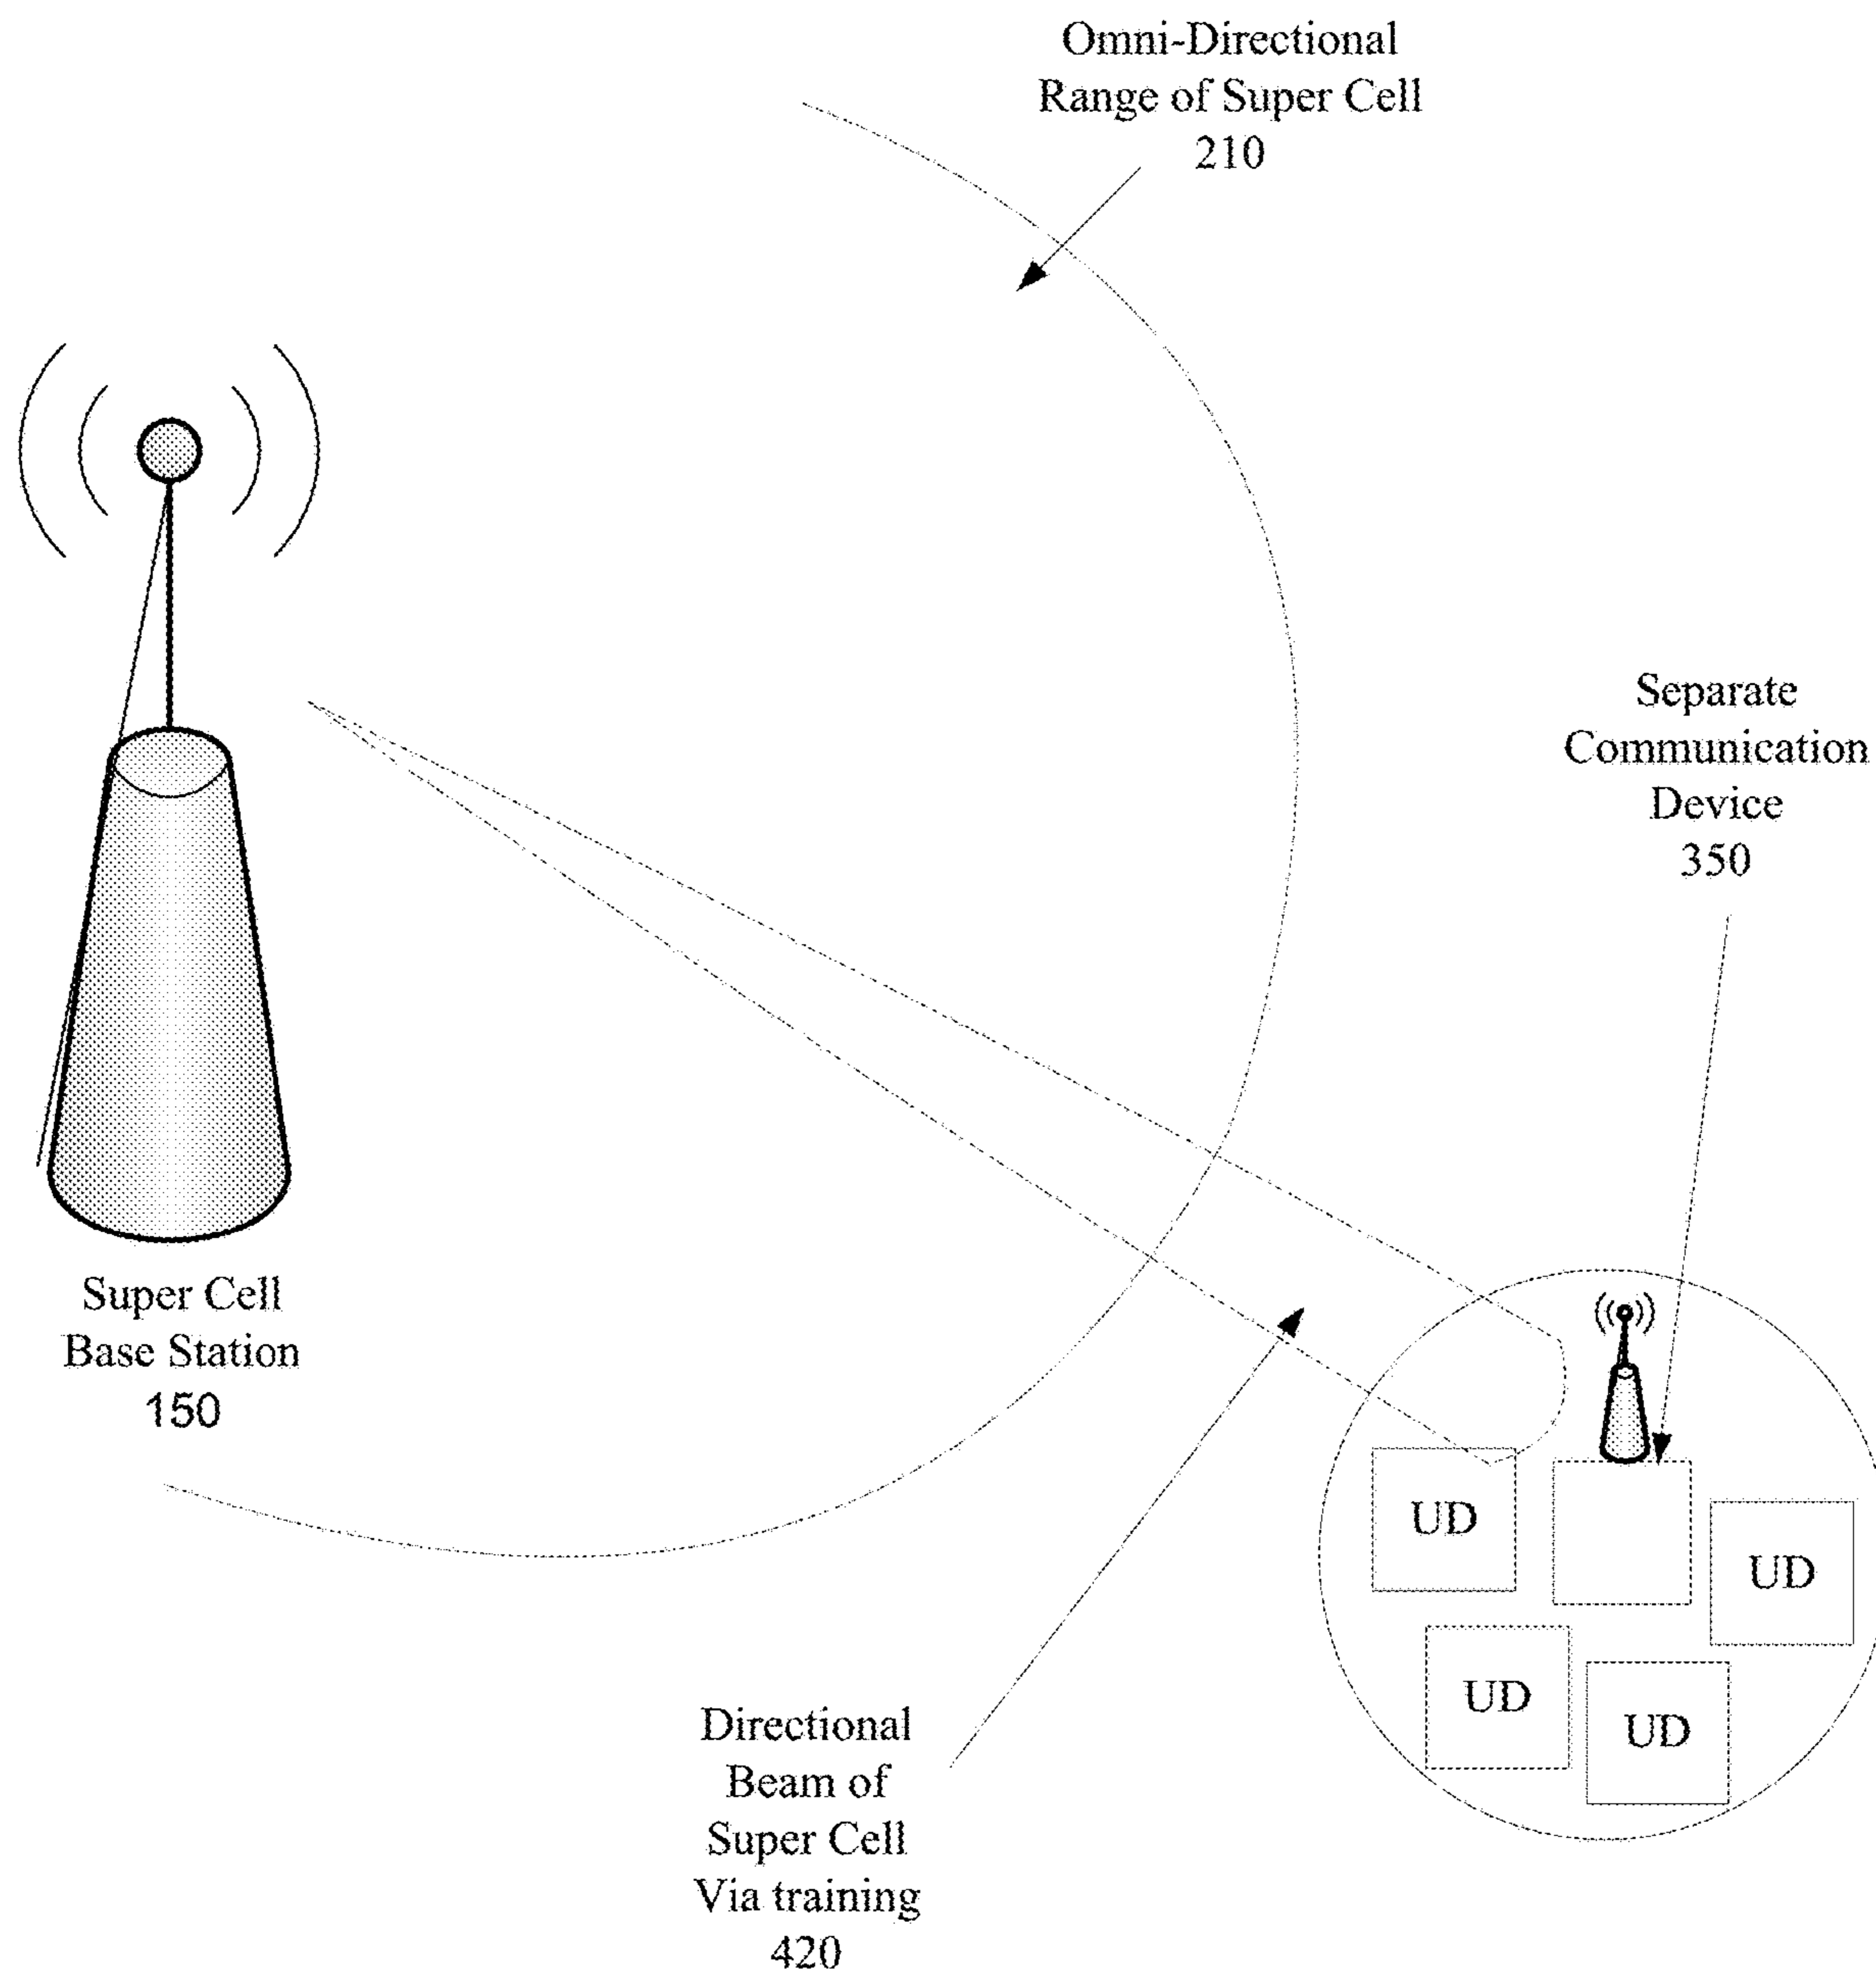 Omni-Directional
Range of Super Cell
210
Separate
Communication
Device
350
Super Cell
Base Station
150
UD
UD
UD
UD
Directional
Beam of
Super Cell
Via training
420